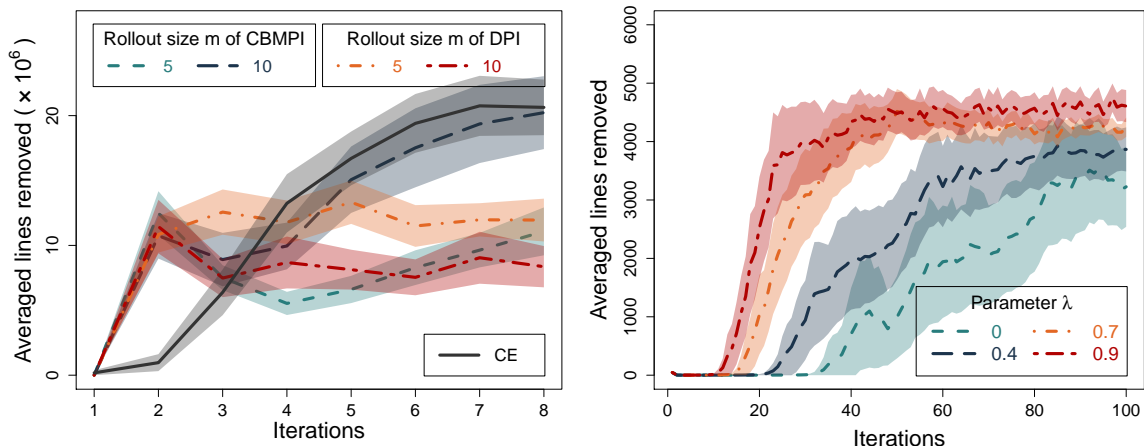 Rollout size m of CBMPI
5 10
Rollout size m of DPI
5 10
Averaged lines removed ( × 10⁶ )
20
10
0
CE
1 2 3 4 5 6 7 8
Iterations
Averaged lines removed
6000
5000
4000
3000
2000
1000
0
Parameter λ
0 0.7
0.4 0.9
0 20 40 60 80 100
Iterations